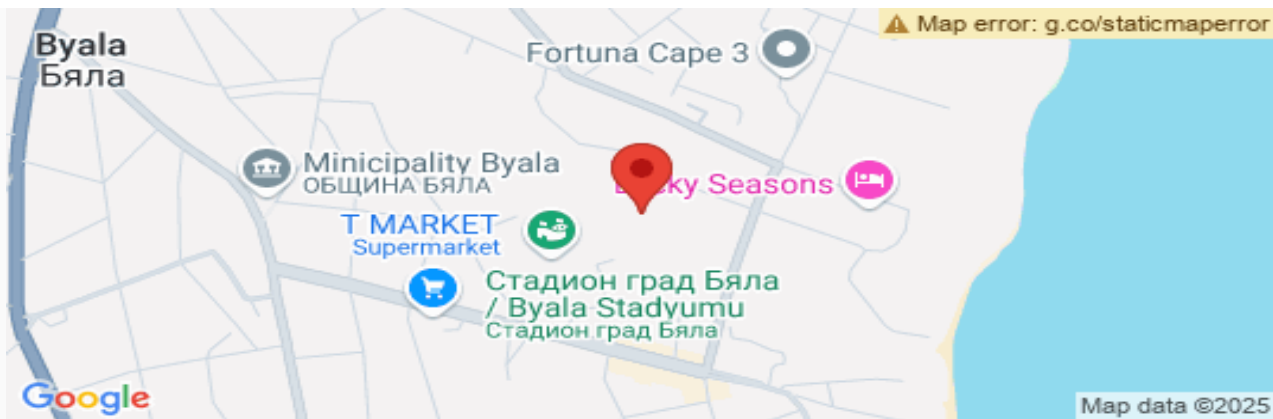 Byala
Бяла
Map error: g.co/staticmaperror
Fortuna Cape 3
Minicipality Byala
ОБЩИНА БЯЛА
Seasons
T MARKET
Supermarket
Стадион град Бяла
/ Byala Stadyumu
Стадион град Бяла
Google
Map data ©2025